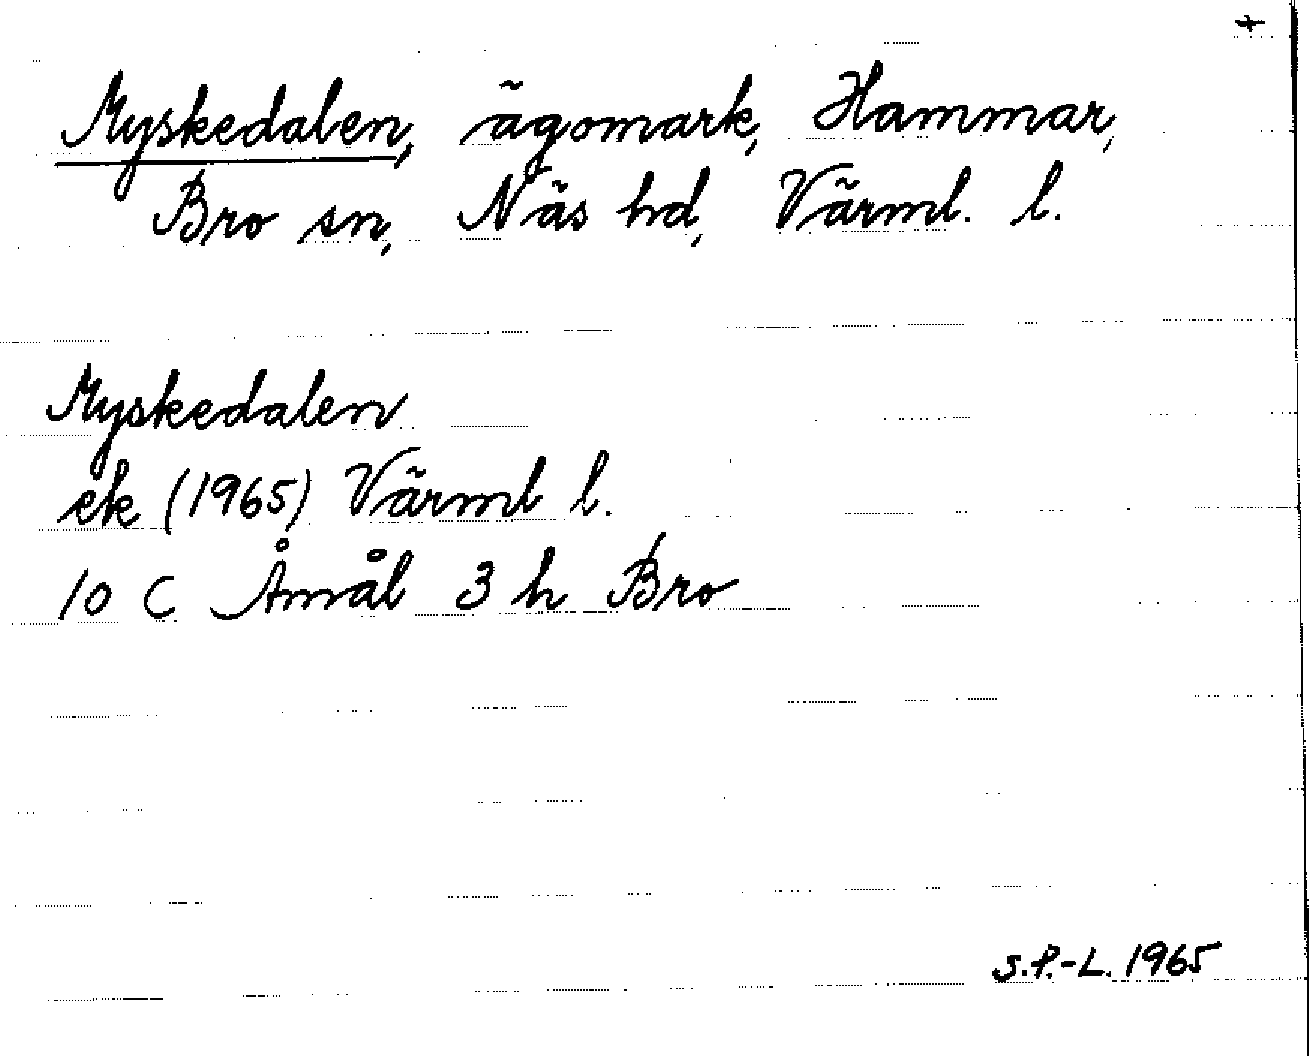 +
Myskedalen, ägomark, Hammar,
Bro sn, Näs hd, Värml. l.
Myskedalen
ek (1965) Värml l.
10 C Åmål 3 h Bro
S.P.-L. 1965